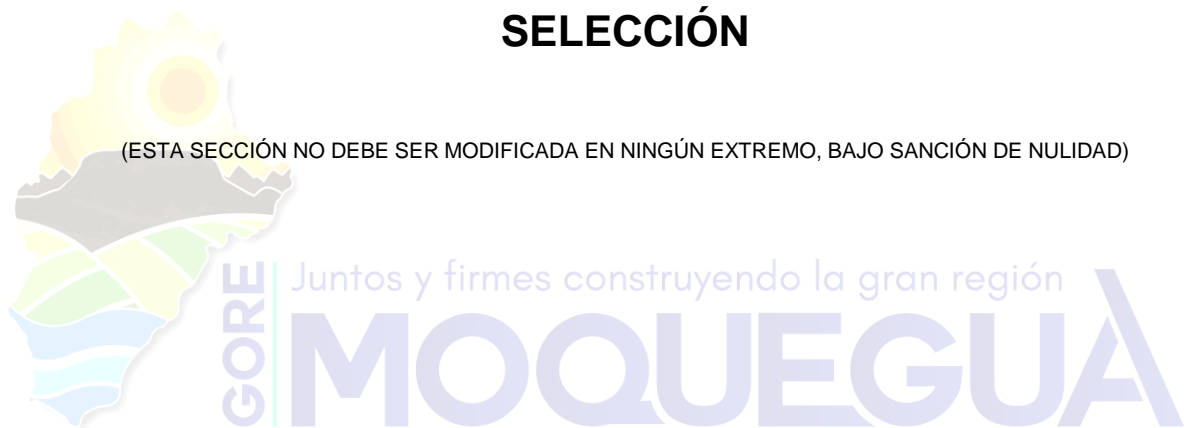 SELECCIÓN
(ESTA SECCIÓN NO DEBE SER MODIFICADA EN NINGÚN EXTREMO, BAJO SANCIÓN DE NULIDAD)
Juntos y firmes construyendo la gran región
GORE
MOQUEGUA